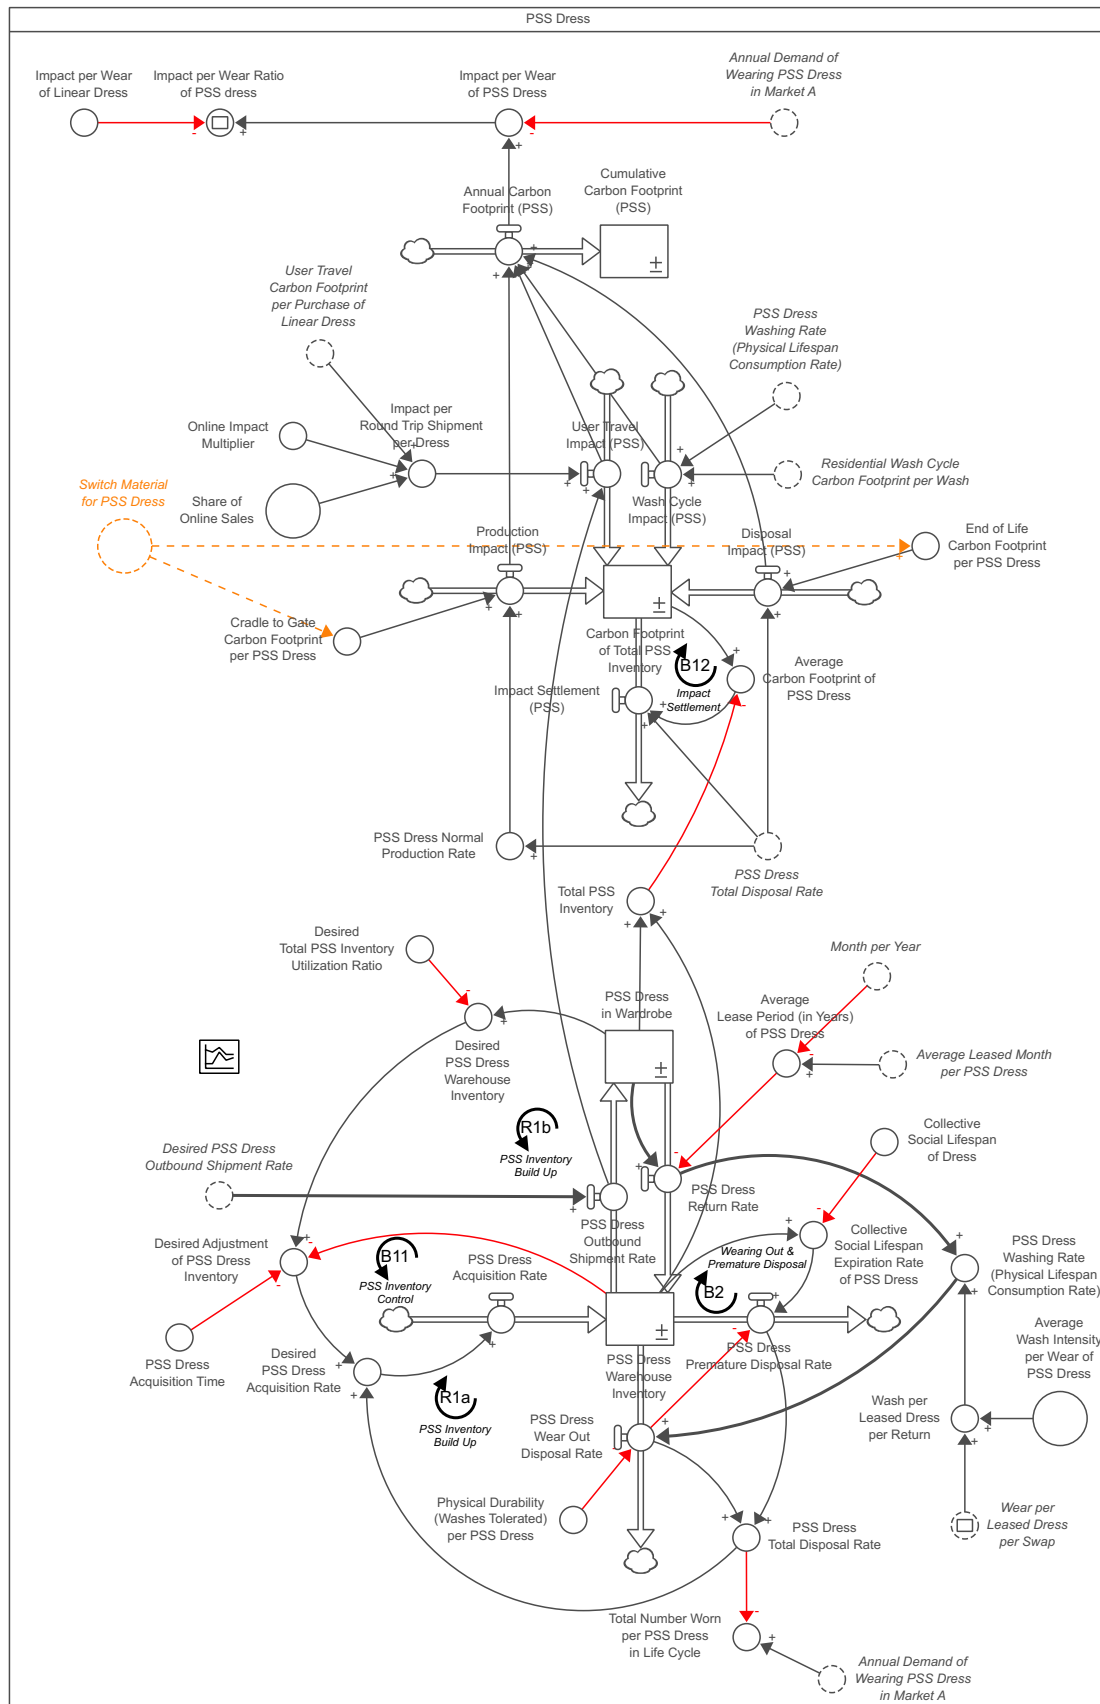 PSS Dress
Impact per Wear
of Linear Dress
Impact per Wear Ratio
of PSS dress
Impact per Wear
of PSS Dress
Annual Demand of
Wearing PSS Dress
in Market A
Annual Carbon
Footprint (PSS)
Cumulative
Carbon Footprint
(PSS)
User Travel
Carbon Footprint
per Purchase of
Linear Dress
PSS Dress
Washing Rate
(Physical Lifespan
Consumption Rate)
Online Impact
Multiplier
Impact per
Round Trip Shipment
per Dress
User Travel
Impact (PSS)
Residential Wash Cycle
Carbon Footprint per Wash
Switch Material
for PSS Dress
Share of
Online Sales
Wash Cycle
Impact (PSS)
Production
Impact (PSS)
Disposal
Impact (PSS)
End of Life
Carbon Footprint
per PSS Dress
Cradle to Gate
Carbon Footprint
per PSS Dress
Carbon Footprint
of Total PSS
Inventory
B12
Impact
Settlement
Average
Carbon Footprint of
PSS Dress
Impact Settlement
(PSS)
PSS Dress Normal
Production Rate
PSS Dress
Total Disposal Rate
Total PSS
Inventory
Desired
Total PSS Inventory
Utilization Ratio
Month per Year
PSS Dress
in Wardrobe
Average
Lease Period (in Years)
of PSS Dress
Desired
PSS Dress
Warehouse
Inventory
Average Leased Month
per PSS Dress
R1b
PSS Inventory
Build Up
Collective
Social Lifespan
of Dress
Desired PSS Dress
Outbound Shipment Rate
PSS Dress
Return Rate
PSS Dress
Outbound
Shipment Rate
Desired Adjustment
of PSS Dress
Inventory
B11
PSS Inventory
Control
PSS Dress
Acquisition Rate
Wearing Out &
Premature Disposal
B2
Collective
Social Lifespan
Expiration Rate
of PSS Dress
PSS Dress
Washing Rate
(Physical Lifespan
Consumption Rate)
PSS Dress
Acquisition Time
Desired
PSS Dress
Acquisition Rate
R1a
PSS Inventory
Build Up
PSS Dress
Warehouse
Inventory
PSS Dress
Premature Disposal Rate
Average
Wash Intensity
per Wear of
PSS Dress
PSS Dress
Wear Out
Disposal Rate
Wash per
Leased Dress
per Return
Physical Durability
(Washes Tolerated)
per PSS Dress
PSS Dress
Total Disposal Rate
Wear per
Leased Dress
per Swap
Total Number Worn
per PSS Dress
in Life Cycle
Annual Demand of
Wearing PSS Dress
in Market A